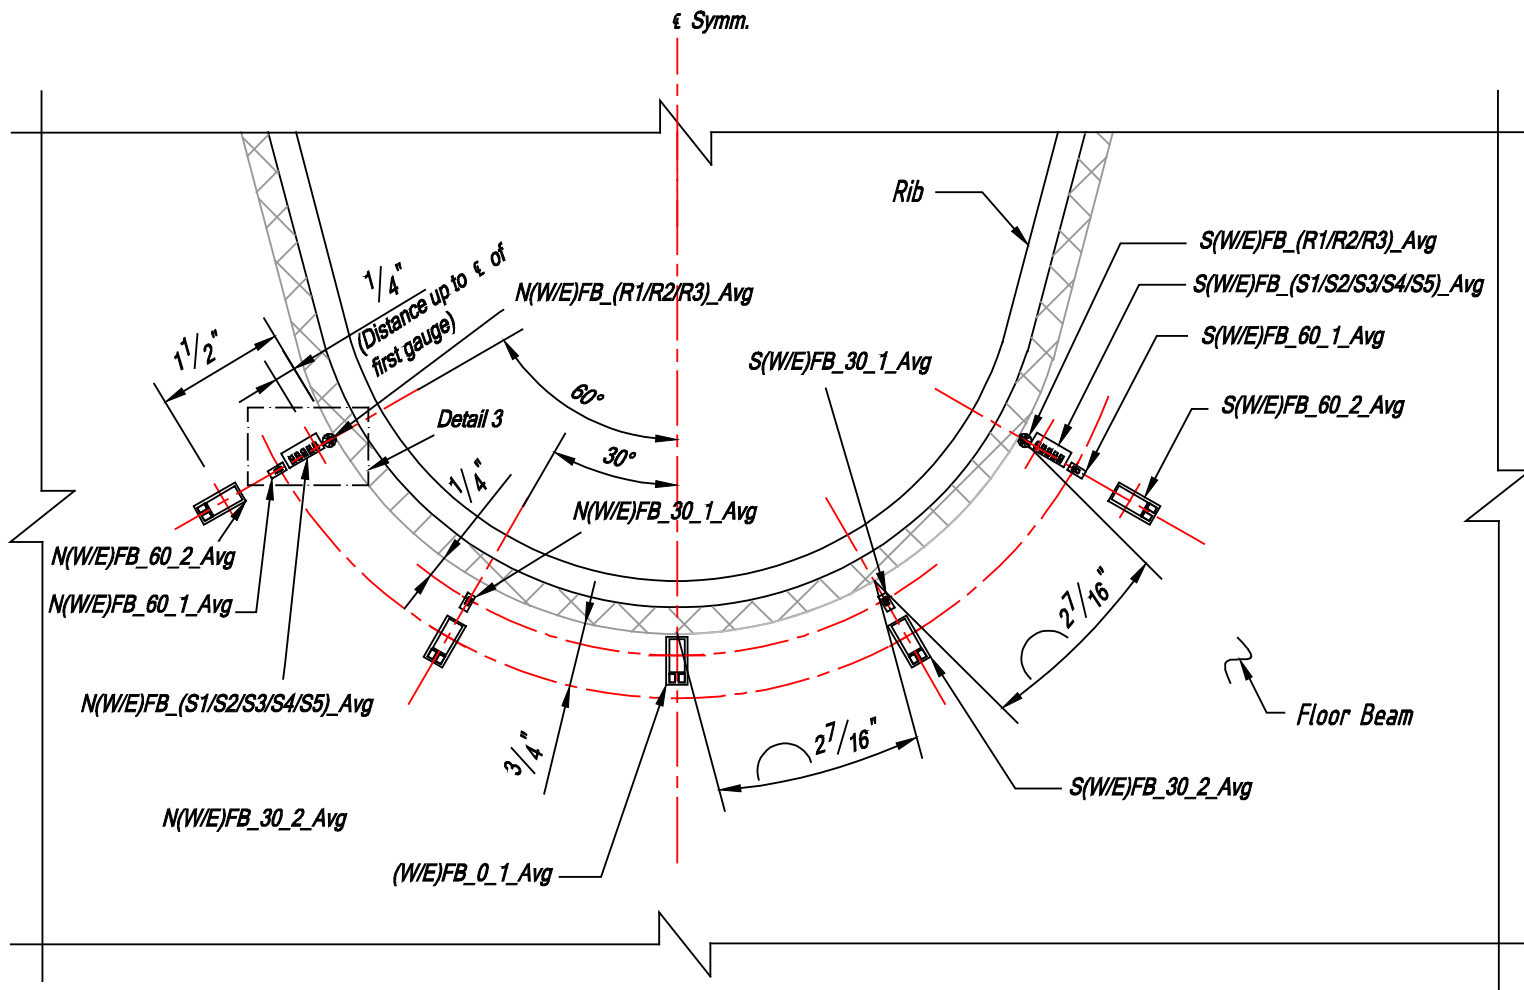 ℄ Symm.
Rib
S(W/E)FB_(R1/R2/R3)_Avg
S(W/E)FB_(S1/S2/S3/S4/S5)_Avg
S(W/E)FB_60_1_Avg
S(W/E)FB_60_2_Avg
1/4"
(Distance up to ℄ of
first gauge)
N(W/E)FB_(R1/R2/R3)_Avg
1 1/2"
S(W/E)FB_30_1_Avg
60°
Detail 3
30°
1/4"
N(W/E)FB_30_1_Avg
N(W/E)FB_60_2_Avg
N(W/E)FB_60_1_Avg
2 7/16"
N(W/E)FB_(S1/S2/S3/S4/S5)_Avg
Floor Beam
3/4"
2 7/16"
S(W/E)FB_30_2_Avg
N(W/E)FB_30_2_Avg
(W/E)FB_0_1_Avg